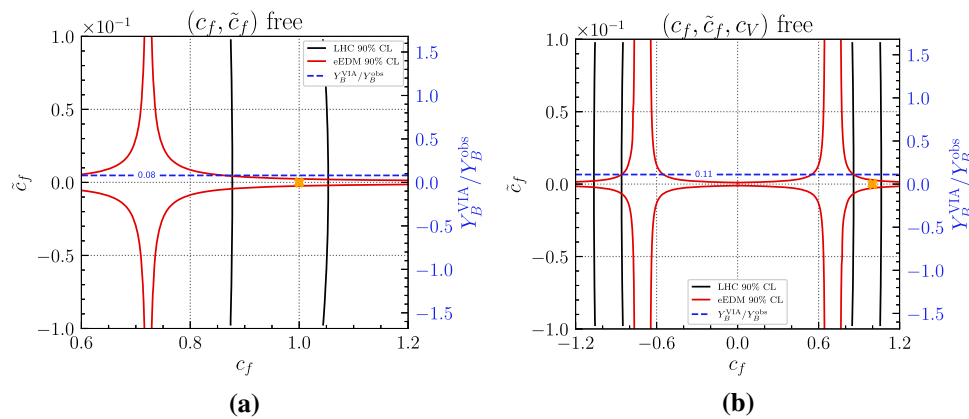 (c_f, c̃_f) free
×10⁻¹
1.0
0.5
0.0
−0.5
−1.0
c̃_f
0.6
0.8
1.0
1.2
c_f
1.5
1.0
0.5
0.0
−0.5
−1.0
−1.5
Y_B^VIA/Y_B^obs
LHC 90% CL
eEDM 90% CL
Y_B^VIA/Y_B^obs
0.08
(a)
(c_f, c̃_f, c_V) free
×10⁻¹
1.0
0.5
0.0
−0.5
−1.0
c̃_f
−1.2
−0.6
0.0
0.6
1.2
c_f
1.5
1.0
0.5
0.0
−0.5
−1.0
−1.5
Y_B^VIA/Y_B^obs
0.11
LHC 90% CL
eEDM 90% CL
Y_B^VIA/Y_B^obs
(b)